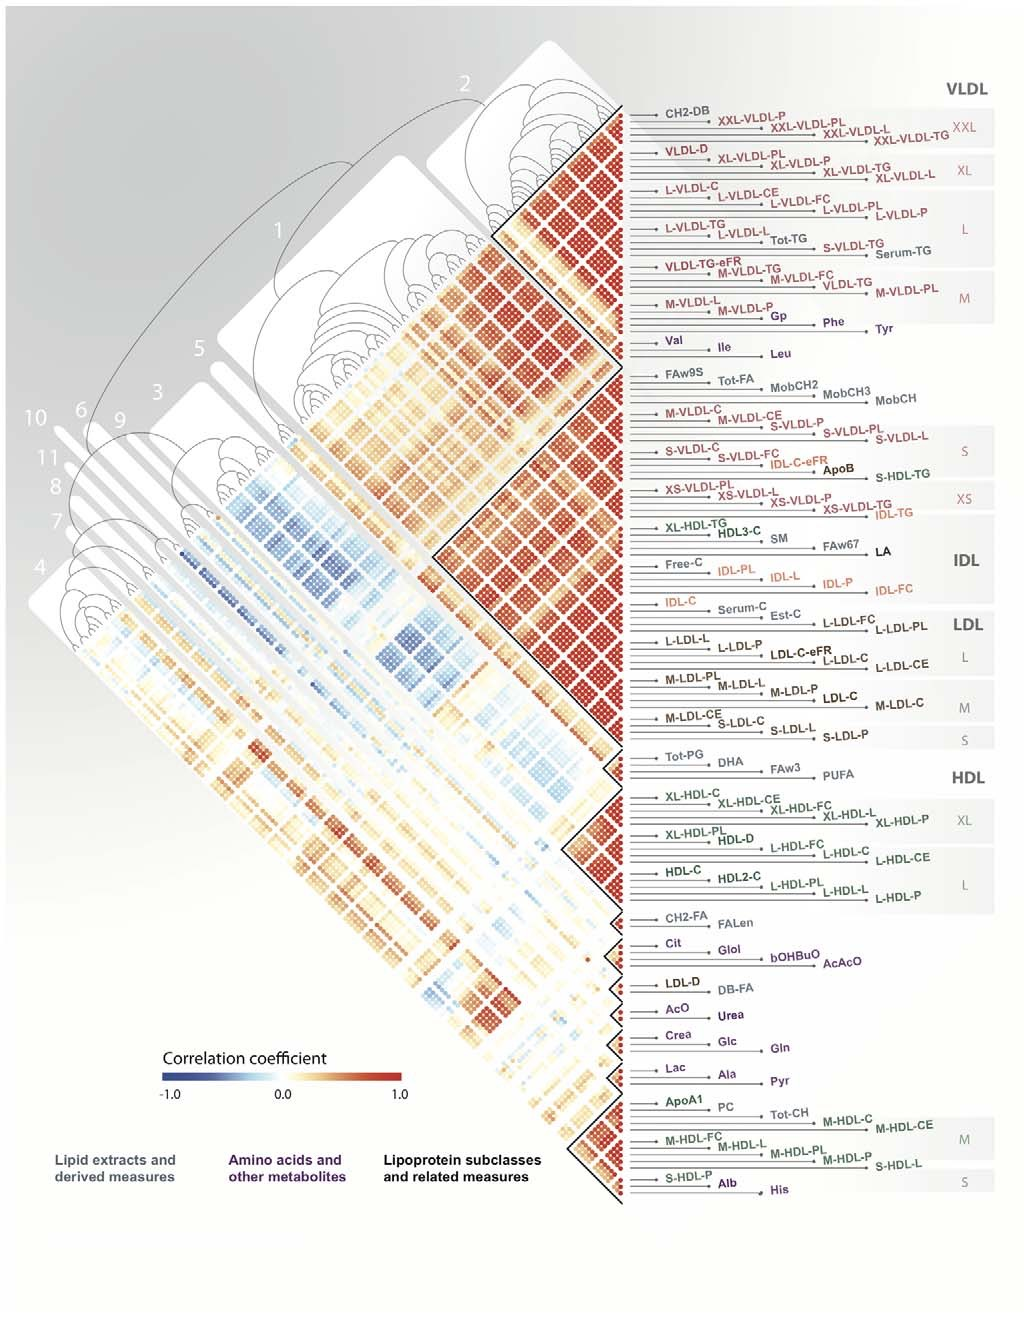 2
1
5
3
9
6
10
11
8
7
4
VLDL
CH2-DB
XXL-VLDL-P
XXL-VLDL-PL
XXL-VLDL-L
XXL-VLDL-TG
XXL
VLDL-D
XL-VLDL-PL
XL-VLDL-P
XL-VLDL-TG
XL-VLDL-L
XL
L-VLDL-C
L-VLDL-CE
L-VLDL-FC
L-VLDL-PL
L-VLDL-P
L
L-VLDL-TG
L-VLDL-L
Tot-TG
S-VLDL-TG
Serum-TG
VLDL-TG-eFR
M-VLDL-TG
M-VLDL-FC
VLDL-TG
M-VLDL-PL
M
M-VLDL-L
M-VLDL-P
Gp
Phe
Tyr
Val
Ile
Leu
FAw9S
Tot-FA
MobCH2
MobCH3
MobCH
M-VLDL-C
M-VLDL-CE
S-VLDL-P
S-VLDL-PL
S-VLDL-L
S
S-VLDL-C
S-VLDL-FC
IDL-C-eFR
ApoB
S-HDL-TG
XS-VLDL-PL
XS-VLDL-L
XS-VLDL-P
XS-VLDL-TG
IDL-TG
XS
XL-HDL-TG
HDL3-C
SM
FAw67
LA
IDL
Free-C
IDL-PL
IDL-L
IDL-P
IDL-FC
IDL-C
Serum-C
Est-C
L-LDL-FC
L-LDL-PL
LDL
L-LDL-L
L-LDL-P
LDL-C-eFR
L-LDL-C
L-LDL-CE
L
M-LDL-PL
M-LDL-L
M-LDL-P
LDL-C
M-LDL-C
M
M-LDL-CE
S-LDL-C
S-LDL-L
S-LDL-P
S
Tot-PG
DHA
FAw3
PUFA
HDL
XL-HDL-C
XL-HDL-CE
XL-HDL-FC
XL-HDL-L
XL-HDL-P
XL
XL-HDL-PL
HDL-D
L-HDL-FC
L-HDL-C
L-HDL-CE
HDL-C
HDL2-C
L-HDL-PL
L-HDL-L
L-HDL-P
L
CH2-FA
FALen
Cit
Glol
bOHBuO
AcAcO
LDL-D
DB-FA
AcO
Urea
Crea
Glc
Gln
Lac
Ala
Pyr
ApoA1
PC
Tot-CH
M-HDL-C
M-HDL-CE
M-HDL-FC
M-HDL-L
M-HDL-PL
M-HDL-P
S-HDL-L
M
S-HDL-P
Alb
His
S
Correlation coefficient
-1.0 0.0 1.0
Lipid extracts and
derived measures
Amino acids and
other metabolites
Lipoprotein subclasses
and related measures